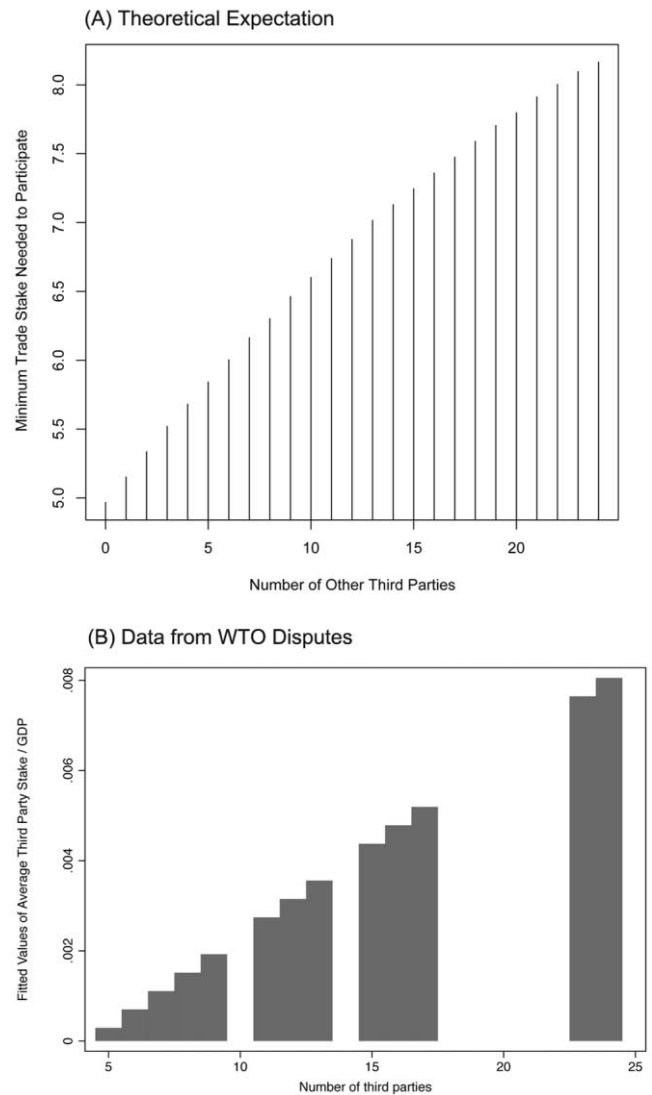 (A) Theoretical Expectation
8.0
7.5
7.0
6.5
6.0
5.5
5.0
Minimum Trade Stake Needed to Participate
0 5 10 15 20
Number of Other Third Parties
(B) Data from WTO Disputes
.008
.006
.004
.002
0
Fitted Values of Average Third Party Stake / GDP
5 10 15 20 25
Number of third parties